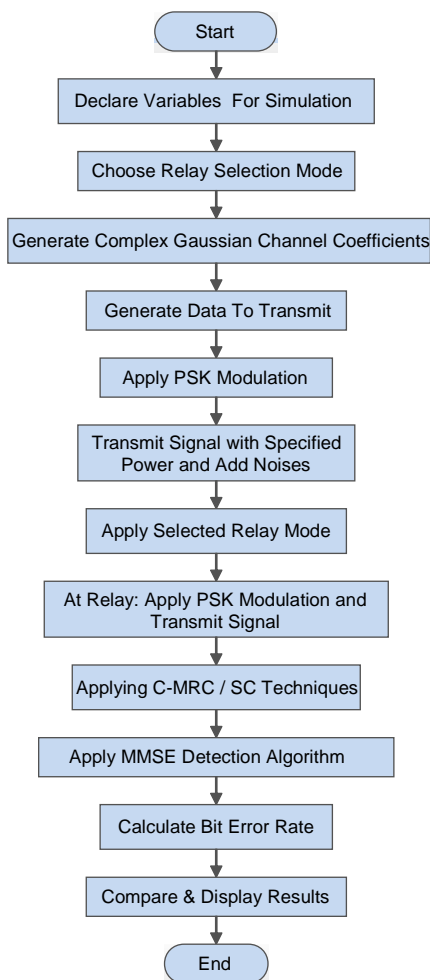 Start
Declare Variables For Simulation
Choose Relay Selection Mode
Generate Complex Gaussian Channel Coefficients
Generate Data To Transmit
Apply PSK Modulation
Transmit Signal with Specified
Power and Add Noises
Apply Selected Relay Mode
At Relay: Apply PSK Modulation and
Transmit Signal
Applying C-MRC / SC Techniques
Apply MMSE Detection Algorithm
Calculate Bit Error Rate
Compare & Display Results
End